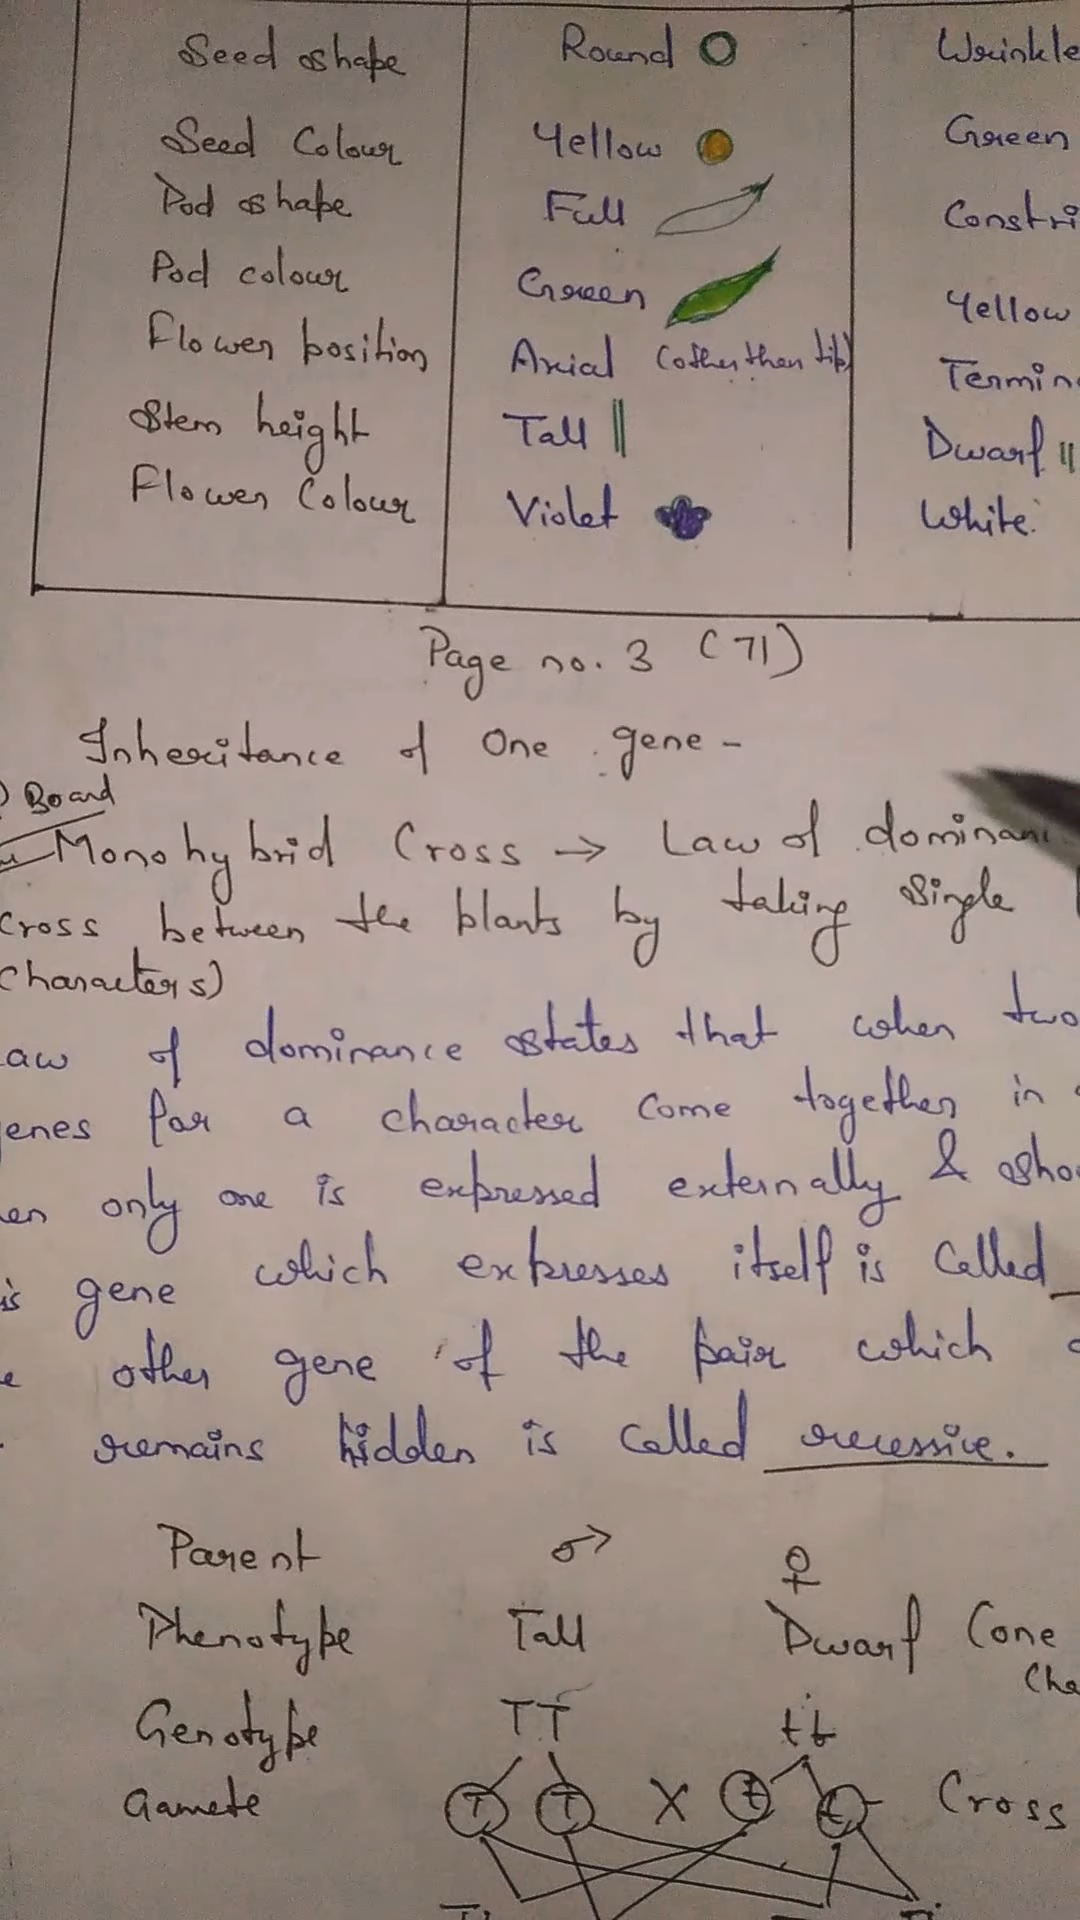 Seed shape Round Wrinkle
Seed Colour Yellow Green
Pod shape Full Constri
Pod colour Green Yellow
Flower position Axial (other than tip) Termin
Stem height Tall Dwarf
Flower Colour Violet White
Page no. 3 (71)
Inheritance of One gene -
Board
Monohybrid Cross → Law of dominan
Cross between the plants by taking single
Characters)
aw of dominance states that when two
enes for a character come together in
en only one is expressed externally & sho
is gene which expresses itself is Called
e other gene of the pair which
remains hidden is called recessive.
Parent ♂ ♀
Phenotype Tall Dwarf (one
Cha
Genotype TT tt
Gamete T T X t t Cross